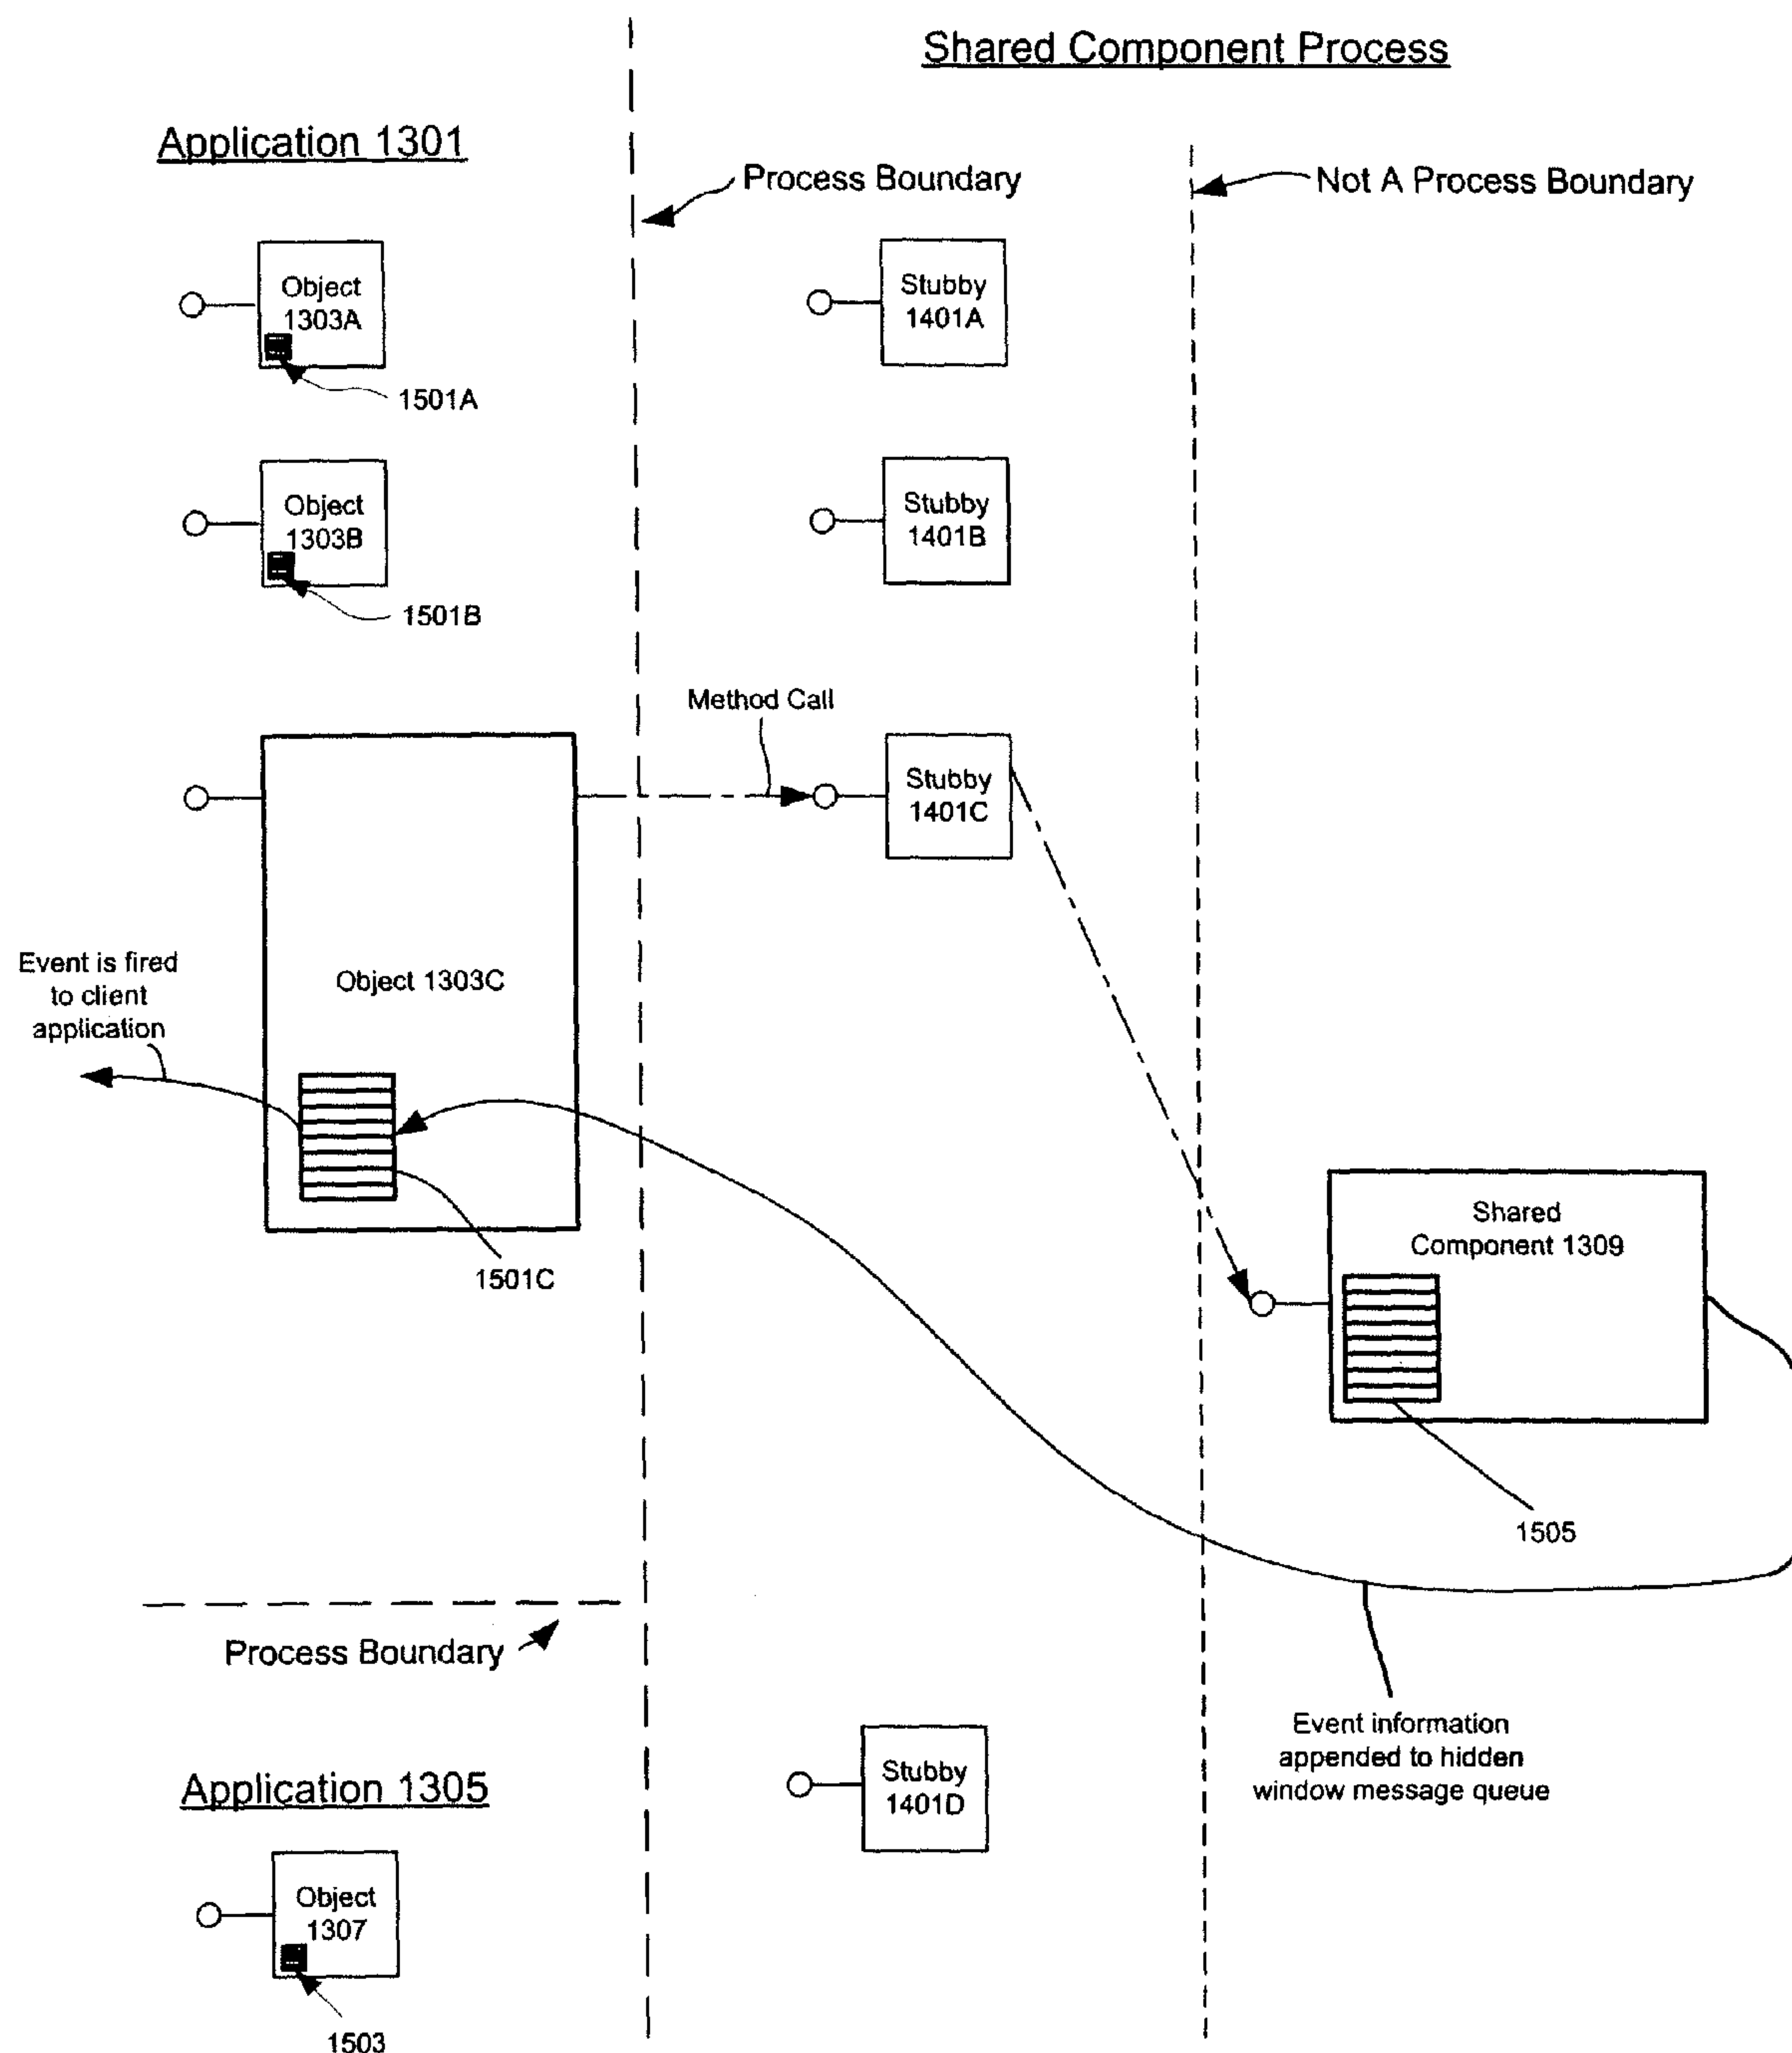 Shared Component Process
Application 1301
Process Boundary
Not A Process Boundary
Object
1303A
1501A
Stubby
1401A
Object
1303B
1501B
Stubby
1401B
Method Call
Stubby
1401C
Event is fired
to client
application
Object 1303C
1501C
Shared
Component 1309
1505
Process Boundary
Event information
appended to hidden
window message queue
Stubby
1401D
Application 1305
Object
1307
1503